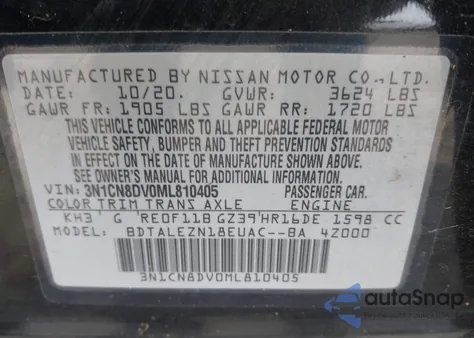 MANUFACTURED BY NISSAN MOTOR CO., LTD.
DATE: 10/20. GVWR: 3624 LBS
GAWR FR: 1905 LBS GAWR RR: 1720 LBS
THIS VEHICLE CONFORMS TO ALL APPLICABLE FEDERAL MOTOR
VEHICLE SAFETY, BUMPER AND THEFT PREVENTION STANDARDS
IN EFFECT ON THE DATE OF MANUFACTURE SHOWN ABOVE.
SEE OWNER'S MANUAL FOR ADDITIONAL INFORMATION.
VIN: 3N1CN8DV0ML810405 PASSENGER CAR.
COLOR TRIM TRANS AXLE ENGINE
KH3 G RE0F11B GZ39 HR16DE 1598 CC
MODEL: BDTALEZN18EUAC--BA 4Z000
3N1CN8DV0ML810405
autoSnap